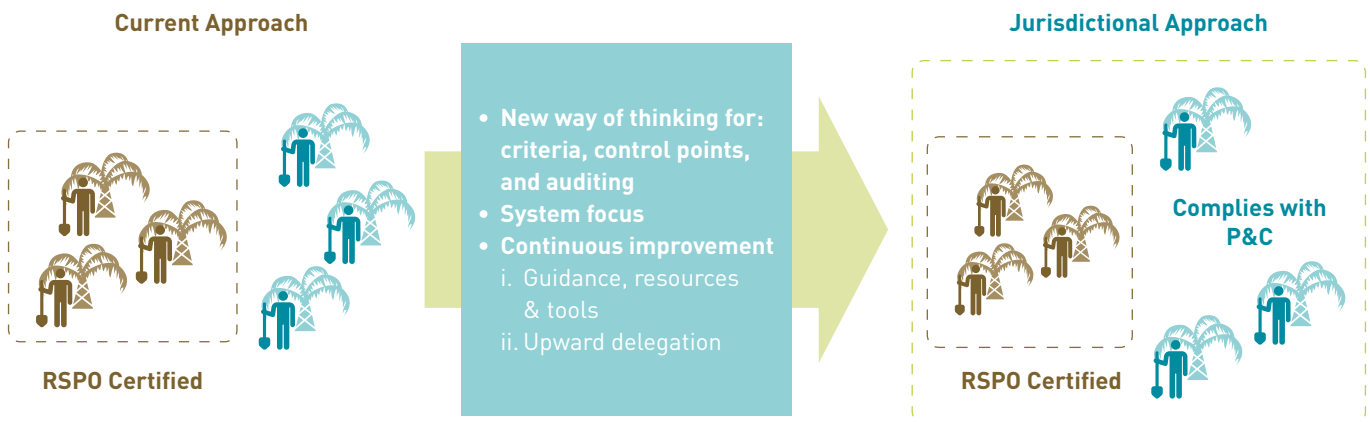 Current Approach
RSPO Certified
• New way of thinking for:
criteria, control points,
and auditing
• System focus
• Continuous improvement
i. Guidance, resources
& tools
ii. Upward delegation
Jurisdictional Approach
Complies with
P&C
RSPO Certified